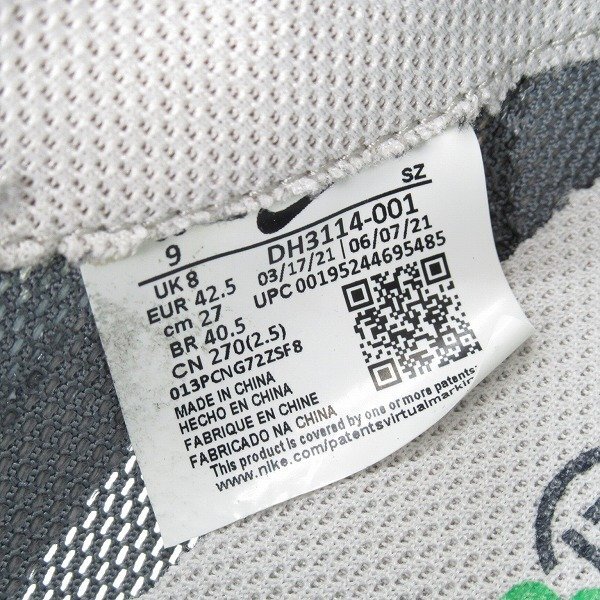 SZ
9
UK 8
EUR 42.5
cm 27
BR 40.5
CN 270(2.5)
013PCNG72ZSF8
MADE IN CHINA
HECHO EN CHINA
FABRIQUE EN CHINE
FABRICADO NA CHINA
DH3114-001
03/17/21 | 06/07/21
UPC 00195244695485
This product is covered by one or more patents:
www.nike.com/patentsvirtualmarkin